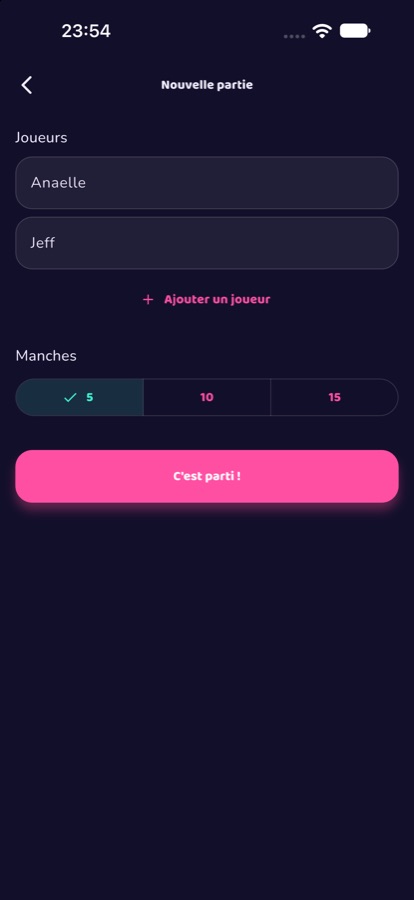 23:54
Nouvelle partie
Joueurs
Anaelle
Jeff
+ Ajouter un joueur
Manches
5 10 15
C'est parti !